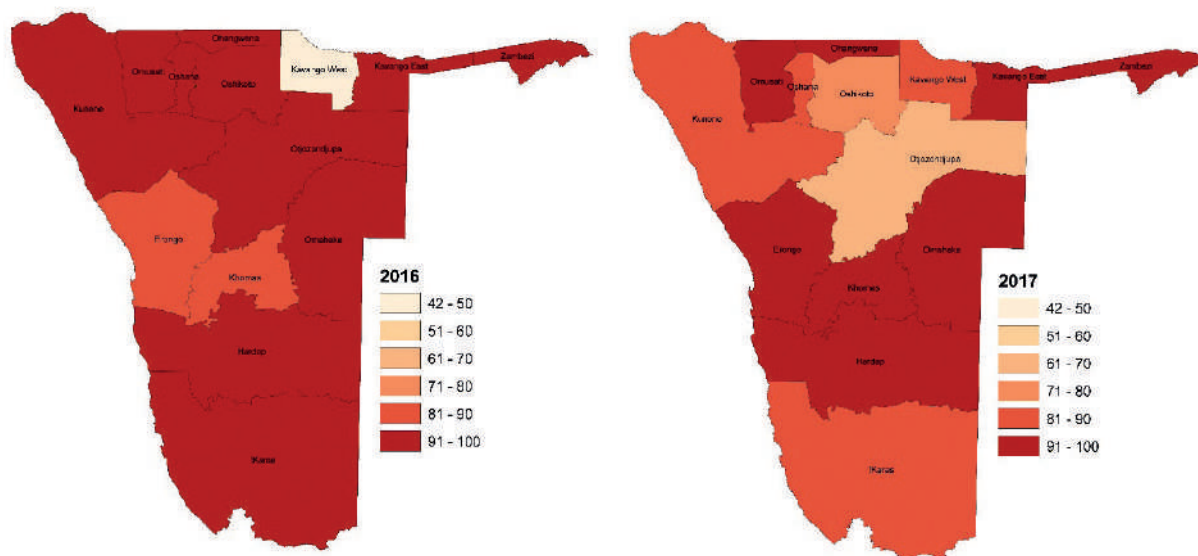 Ohangwena
Omusati
Oshana
Oshikoto
Kavango West
Kavango East
Zambezi
Kunene
Otjozondjupa
Erongo
Khomas
Omaheke
Hardap
!Karas
2016
42 - 50
51 - 60
61 - 70
71 - 80
81 - 90
91 - 100
Ohangwena
Omusati
Oshana
Oshikoto
Kavango West
Kavango East
Zambezi
Kunene
Otjozondjupa
Erongo
Khomas
Omaheke
Hardap
!Karas
2017
42 - 50
51 - 60
61 - 70
71 - 80
81 - 90
91 - 100